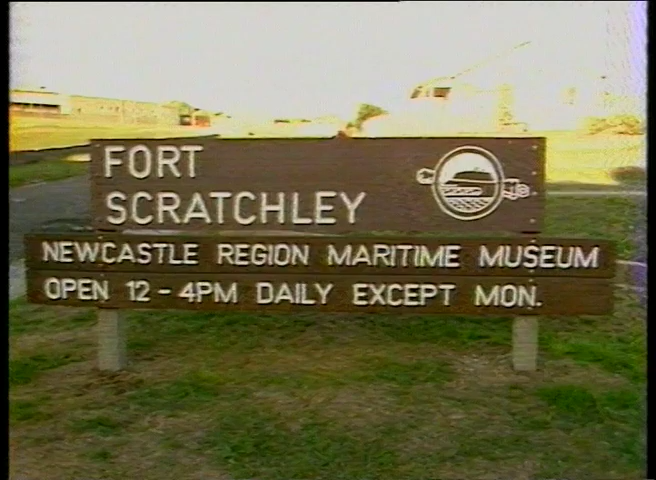 FORT
SCRATCHLEY
NEWCASTLE REGION MARITIME MUSEUM
OPEN 12 - 4PM DAILY EXCEPT MON.